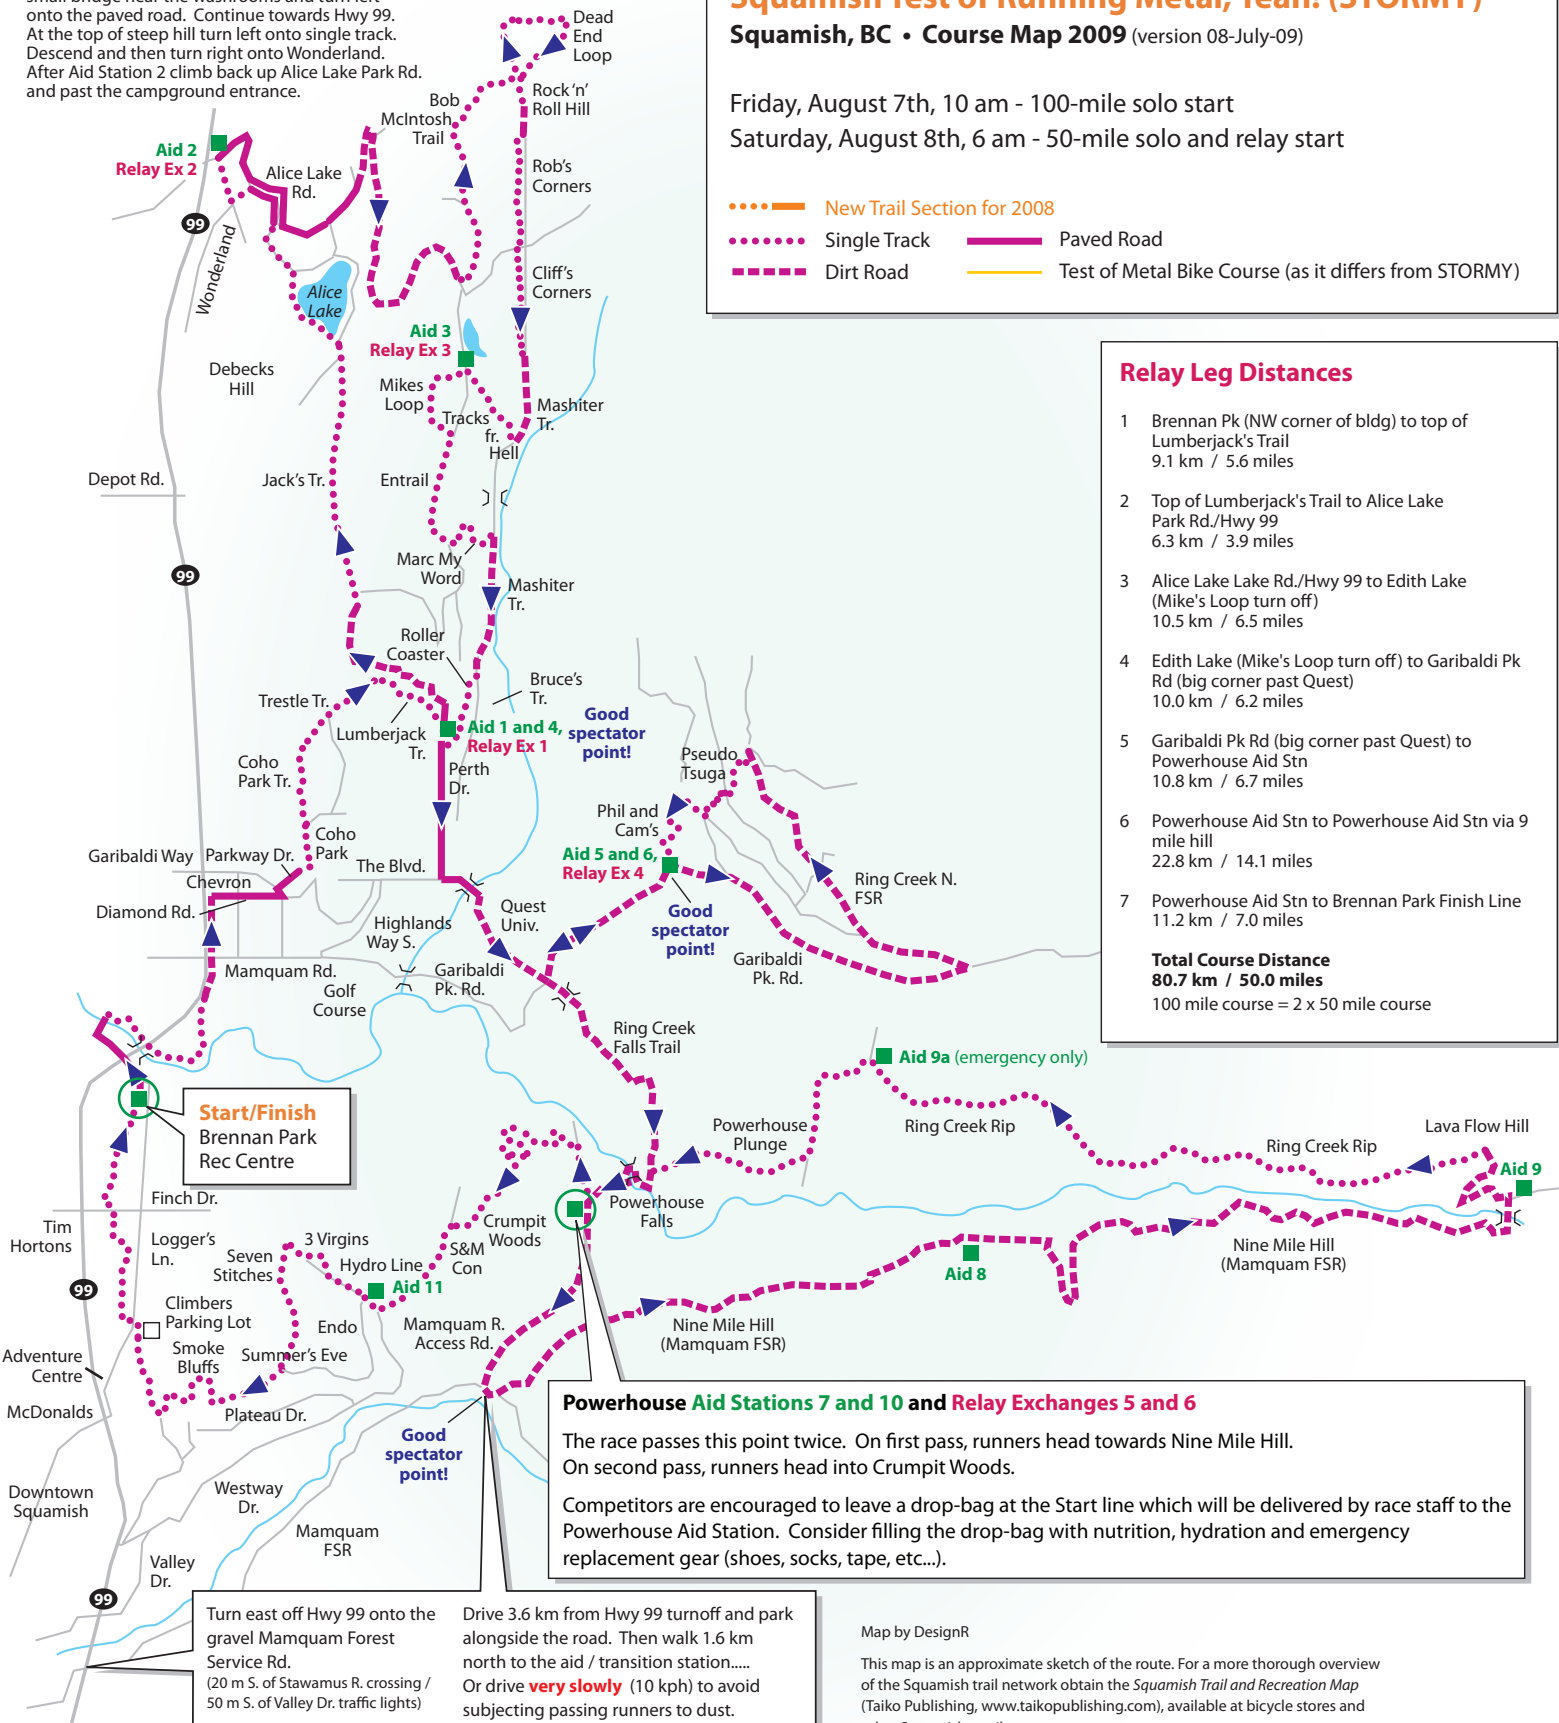 onto the paved road. Continue towards Hwy 99.
At the top of steep hill turn left onto single track.
Descend and then turn right onto Wonderland.
After Aid Station 2 climb back up Alice Lake Park Rd.
and past the campground entrance.
Squamish Test of Running Metal, Yeah! (STORMY)
Squamish, BC • Course Map 2009 (version 08-July-09)
Friday, August 7th, 10 am - 100-mile solo start
Saturday, August 8th, 6 am - 50-mile solo and relay start
New Trail Section for 2008
Single Track
Paved Road
Dirt Road
Test of Metal Bike Course (as it differs from STORMY)
Relay Leg Distances
1 Brennan Pk (NW corner of bldg) to top of
Lumberjack's Trail
9.1 km / 5.6 miles
2 Top of Lumberjack's Trail to Alice Lake
Park Rd./Hwy 99
6.3 km / 3.9 miles
3 Alice Lake Lake Rd./Hwy 99 to Edith Lake
(Mike's Loop turn off)
10.5 km / 6.5 miles
4 Edith Lake (Mike's Loop turn off) to Garibaldi Pk
Rd (big corner past Quest)
10.0 km / 6.2 miles
5 Garibaldi Pk Rd (big corner past Quest) to
Powerhouse Aid Stn
10.8 km / 6.7 miles
6 Powerhouse Aid Stn to Powerhouse Aid Stn via 9
mile hill
22.8 km / 14.1 miles
7 Powerhouse Aid Stn to Brennan Park Finish Line
11.2 km / 7.0 miles
Total Course Distance
80.7 km / 50.0 miles
100 mile course = 2 x 50 mile course
Dead
End
Loop
Rock 'n'
Roll Hill
Bob
McIntosh
Trail
Aid 2
Relay Ex 2
Alice Lake
Rd.
Rob's
Corners
99
Wonderland
Alice
Lake
Cliff's
Corners
Aid 3
Relay Ex 3
Debecks
Hill
Mikes
Loop
Tracks
fr.
Hell
Mashiter
Tr.
Depot Rd.
Jack's Tr.
Entrail
99
Marc My
Word
Mashiter
Tr.
Roller
Coaster
Bruce's
Tr.
Trestle Tr.
Lumberjack
Tr.
Aid 1 and 4,
Relay Ex 1
Good
spectator
point!
Perth
Dr.
Coho
Park Tr.
Pseudo
Tsuga
Phil and
Cam's
Aid 5 and 6,
Relay Ex 4
Coho
Park
Garibaldi Way
Parkway Dr.
The Blvd.
Chevron
Diamond Rd.
Ring Creek N.
FSR
Quest
Univ.
Highlands
Way S.
Good
spectator
point!
Garibaldi
Pk. Rd.
Mamquam Rd.
Golf
Course
Garibaldi
Pk. Rd.
Ring Creek
Falls Trail
Aid 9a (emergency only)
Start/Finish
Brennan Park
Rec Centre
Powerhouse
Plunge
Ring Creek Rip
Ring Creek Rip
Lava Flow Hill
Aid 9
Finch Dr.
Tim
Hortons
Logger's
Ln.
Seven
Stitches
3 Virgins
Hydro Line
Aid 11
S&M
Con
Crumpit
Woods
Powerhouse
Falls
Nine Mile Hill
(Mamquam FSR)
Aid 8
99
Climbers
Parking Lot
Endo
Mamquam R.
Access Rd.
Nine Mile Hill
(Mamquam FSR)
Adventure
Centre
Smoke
Bluffs
Summer's Eve
McDonalds
Plateau Dr.
Good
spectator
point!
Downtown
Squamish
Westway
Dr.
Mamquam
FSR
Valley
Dr.
99
Powerhouse Aid Stations 7 and 10 and Relay Exchanges 5 and 6
The race passes this point twice. On first pass, runners head towards Nine Mile Hill.
On second pass, runners head into Crumpit Woods.
Competitors are encouraged to leave a drop-bag at the Start line which will be delivered by race staff to the
Powerhouse Aid Station. Consider filling the drop-bag with nutrition, hydration and emergency
replacement gear (shoes, socks, tape, etc...).
Turn east off Hwy 99 onto the
gravel Mamquam Forest
Service Rd.
(20 m S. of Stawamus R. crossing /
50 m S. of Valley Dr. traffic lights)
Drive 3.6 km from Hwy 99 turnoff and park
alongside the road. Then walk 1.6 km
north to the aid / transition station.....
Or drive very slowly (10 kph) to avoid
subjecting passing runners to dust.
Map by DesignR
This map is an approximate sketch of the route. For a more thorough overview
of the Squamish trail network obtain the Squamish Trail and Recreation Map
(Taiko Publishing, www.taikopublishing.com), available at bicycle stores and